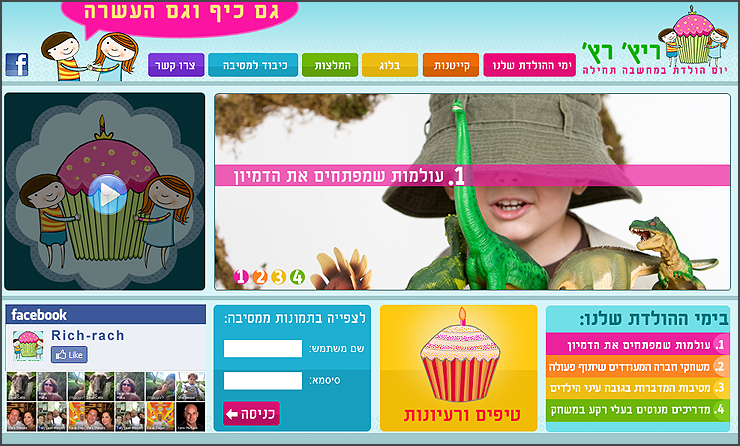 גם כיף וגם העשרה
ריץ' רץ'
יום הולדת במחשבה תחילה
ימי ההולדת שלנו
קייטנות
בלוג
המלצות
כיבוד למסיבה
צרו קשר
f
1. עולמות שמפתחים את הדמיון
1 2 3 4
בימי ההולדת שלנו:
1. עולמות שמפתחים את הדמיון
2. משחקי חברה המעודדים שיתוף פעולה
3. מסיבות המדברות בגובה עיני הילדים
4. מדריכים מנוסים בעלי רקע במשחק
טיפים ורעיונות
לצפייה בתמונות ממסיבה:
שם משתמש:
סיסמא:
כניסה
facebook
Rich-rach
Like